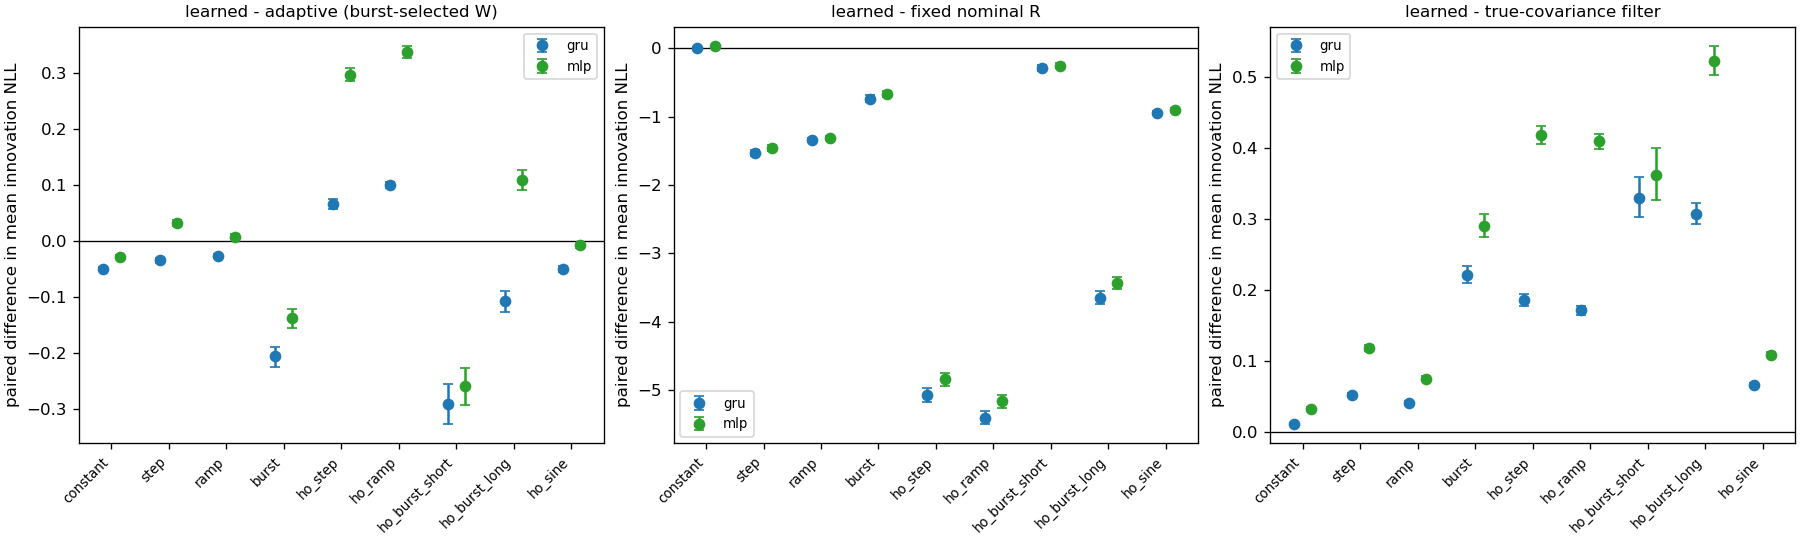 learned - adaptive (burst-selected W)
paired difference in mean innovation NLL
0.3
0.2
0.1
0.0
−0.1
−0.2
−0.3
gru
mlp
constant
step
ramp
burst
ho_step
ho_ramp
ho_burst_short
ho_burst_long
ho_sine
learned - fixed nominal R
paired difference in mean innovation NLL
0
−1
−2
−3
−4
−5
gru
mlp
constant
step
ramp
burst
ho_step
ho_ramp
ho_burst_short
ho_burst_long
ho_sine
learned - true-covariance filter
paired difference in mean innovation NLL
0.5
0.4
0.3
0.2
0.1
0.0
gru
mlp
constant
step
ramp
burst
ho_step
ho_ramp
ho_burst_short
ho_burst_long
ho_sine